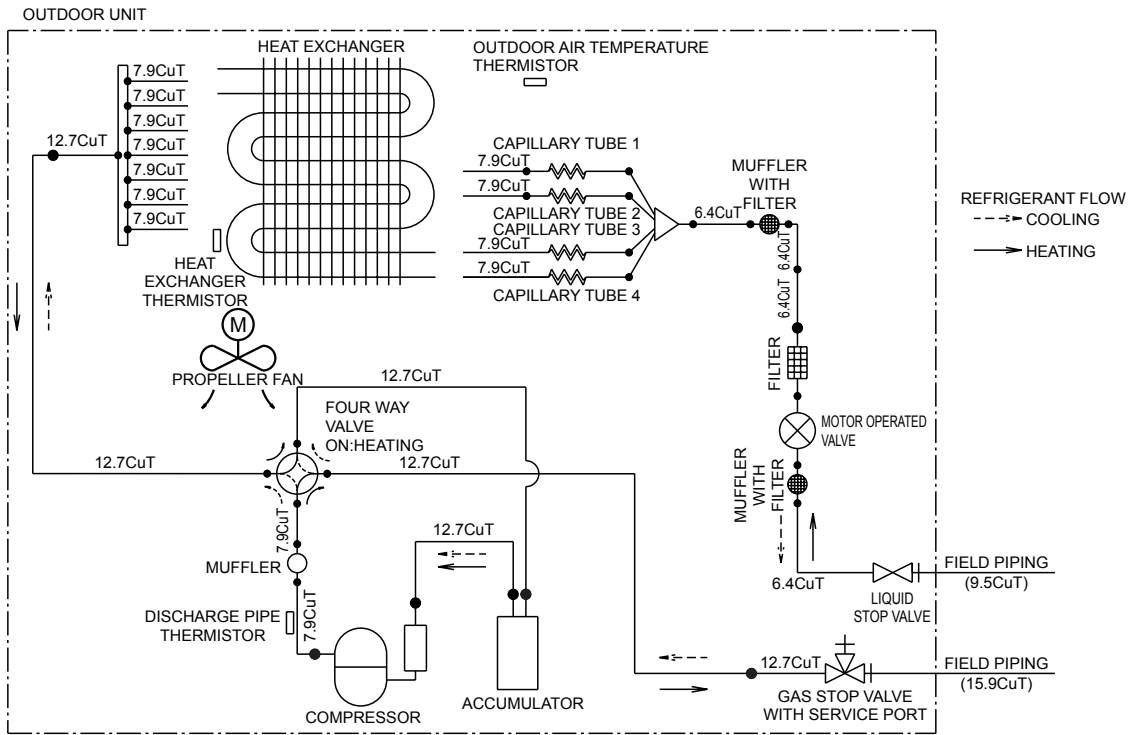 OUTDOOR UNIT
HEAT EXCHANGER
OUTDOOR AIR TEMPERATURE
THERMISTOR
7.9CuT
7.9CuT
7.9CuT
12.7CuT
7.9CuT
7.9CuT
7.9CuT
7.9CuT
CAPILLARY TUBE 1
7.9CuT
7.9CuT
CAPILLARY TUBE 2
CAPILLARY TUBE 3
7.9CuT
7.9CuT
CAPILLARY TUBE 4
6.4CuT
MUFFLER
WITH
FILTER
6.4CuT
6.4CuT
REFRIGERANT FLOW
COOLING
HEATING
HEAT
EXCHANGER
THERMISTOR
M
PROPELLER FAN
12.7CuT
FILTER
MOTOR OPERATED
VALVE
FOUR WAY
VALVE
ON:HEATING
12.7CuT
12.7CuT
MUFFLER
WITH
FILTER
7.9CuT
12.7CuT
MUFFLER
6.4CuT
LIQUID
STOP VALVE
FIELD PIPING
(9.5CuT)
DISCHARGE PIPE
THERMISTOR
7.9CuT
COMPRESSOR
ACCUMULATOR
12.7CuT
GAS STOP VALVE
WITH SERVICE PORT
FIELD PIPING
(15.9CuT)